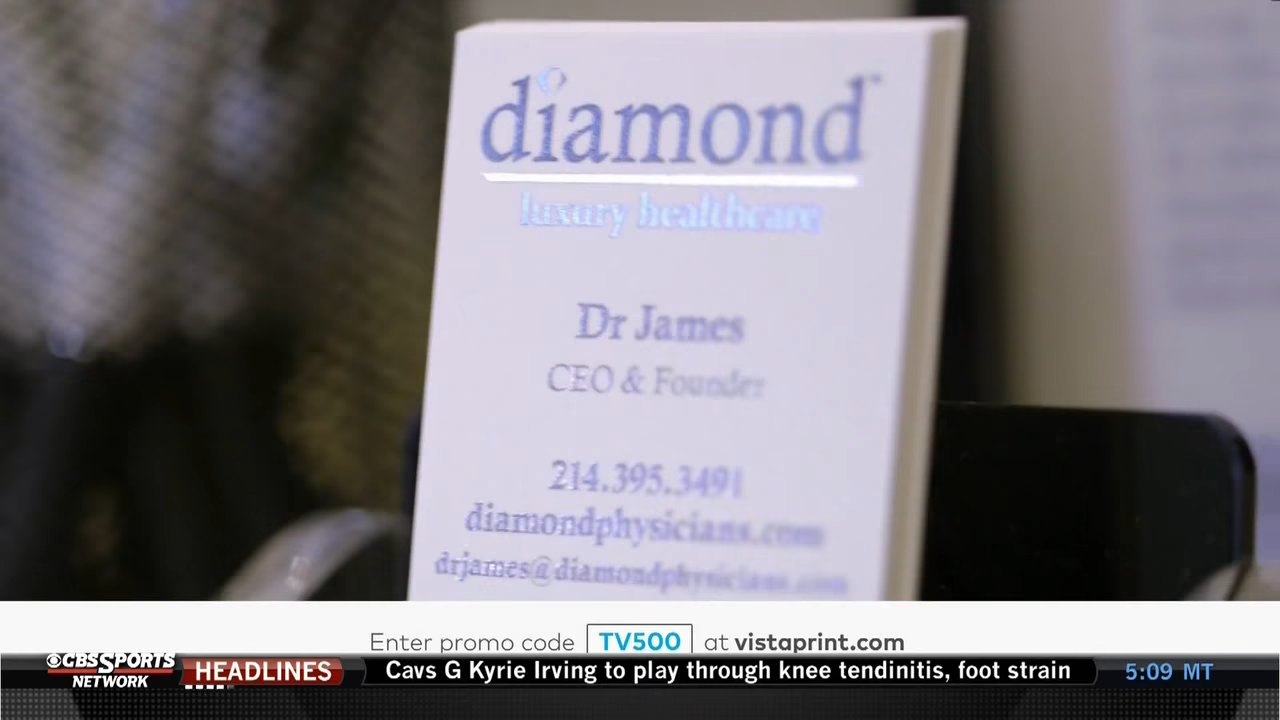 diamond™
luxury healthcare
Dr James
CEO & Founder
214.395.3491
diamondphysicians.com
drjames@diamondphysicians.com
Enter promo code TV500 at vistaprint.com
CBS SPORTS
NETWORK
HEADLINES
Cavs G Kyrie Irving to play through knee tendinitis, foot strain
5:09 MT